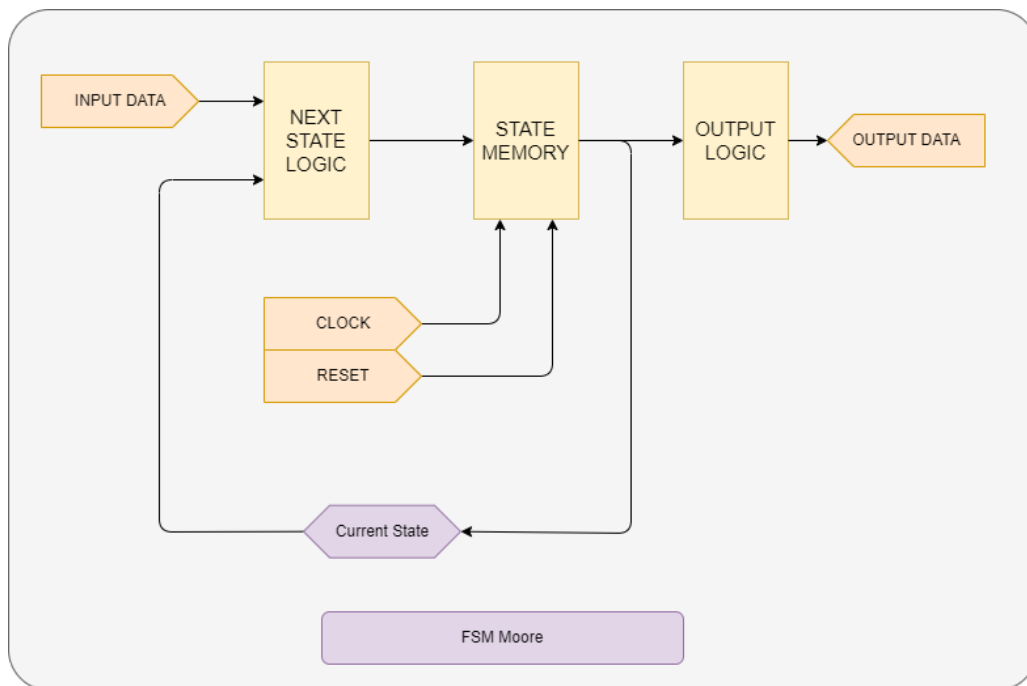 INPUT DATA
NEXT
STATE
LOGIC
STATE
MEMORY
OUTPUT
LOGIC
OUTPUT DATA
CLOCK
RESET
Current State
FSM Moore